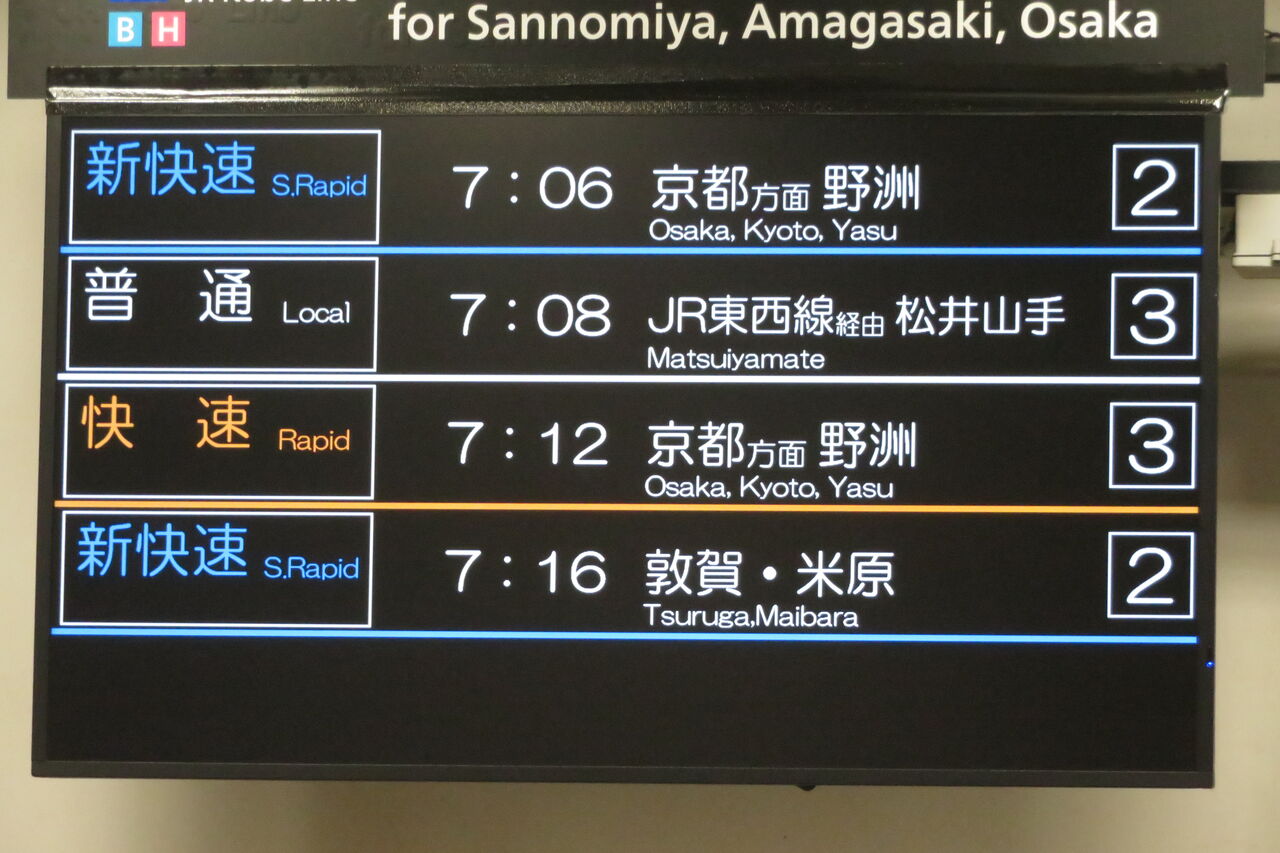 JR Kobe Line
B H for Sannomiya, Amagasaki, Osaka
新快速 S.Rapid 7:06 京都方面 野洲 2
Osaka, Kyoto, Yasu
普 通 Local 7:08 JR東西線経由 松井山手 3
Matsuiyamate
快 速 Rapid 7:12 京都方面 野洲 3
Osaka, Kyoto, Yasu
新快速 S.Rapid 7:16 敦賀・米原 2
Tsuruga,Maibara